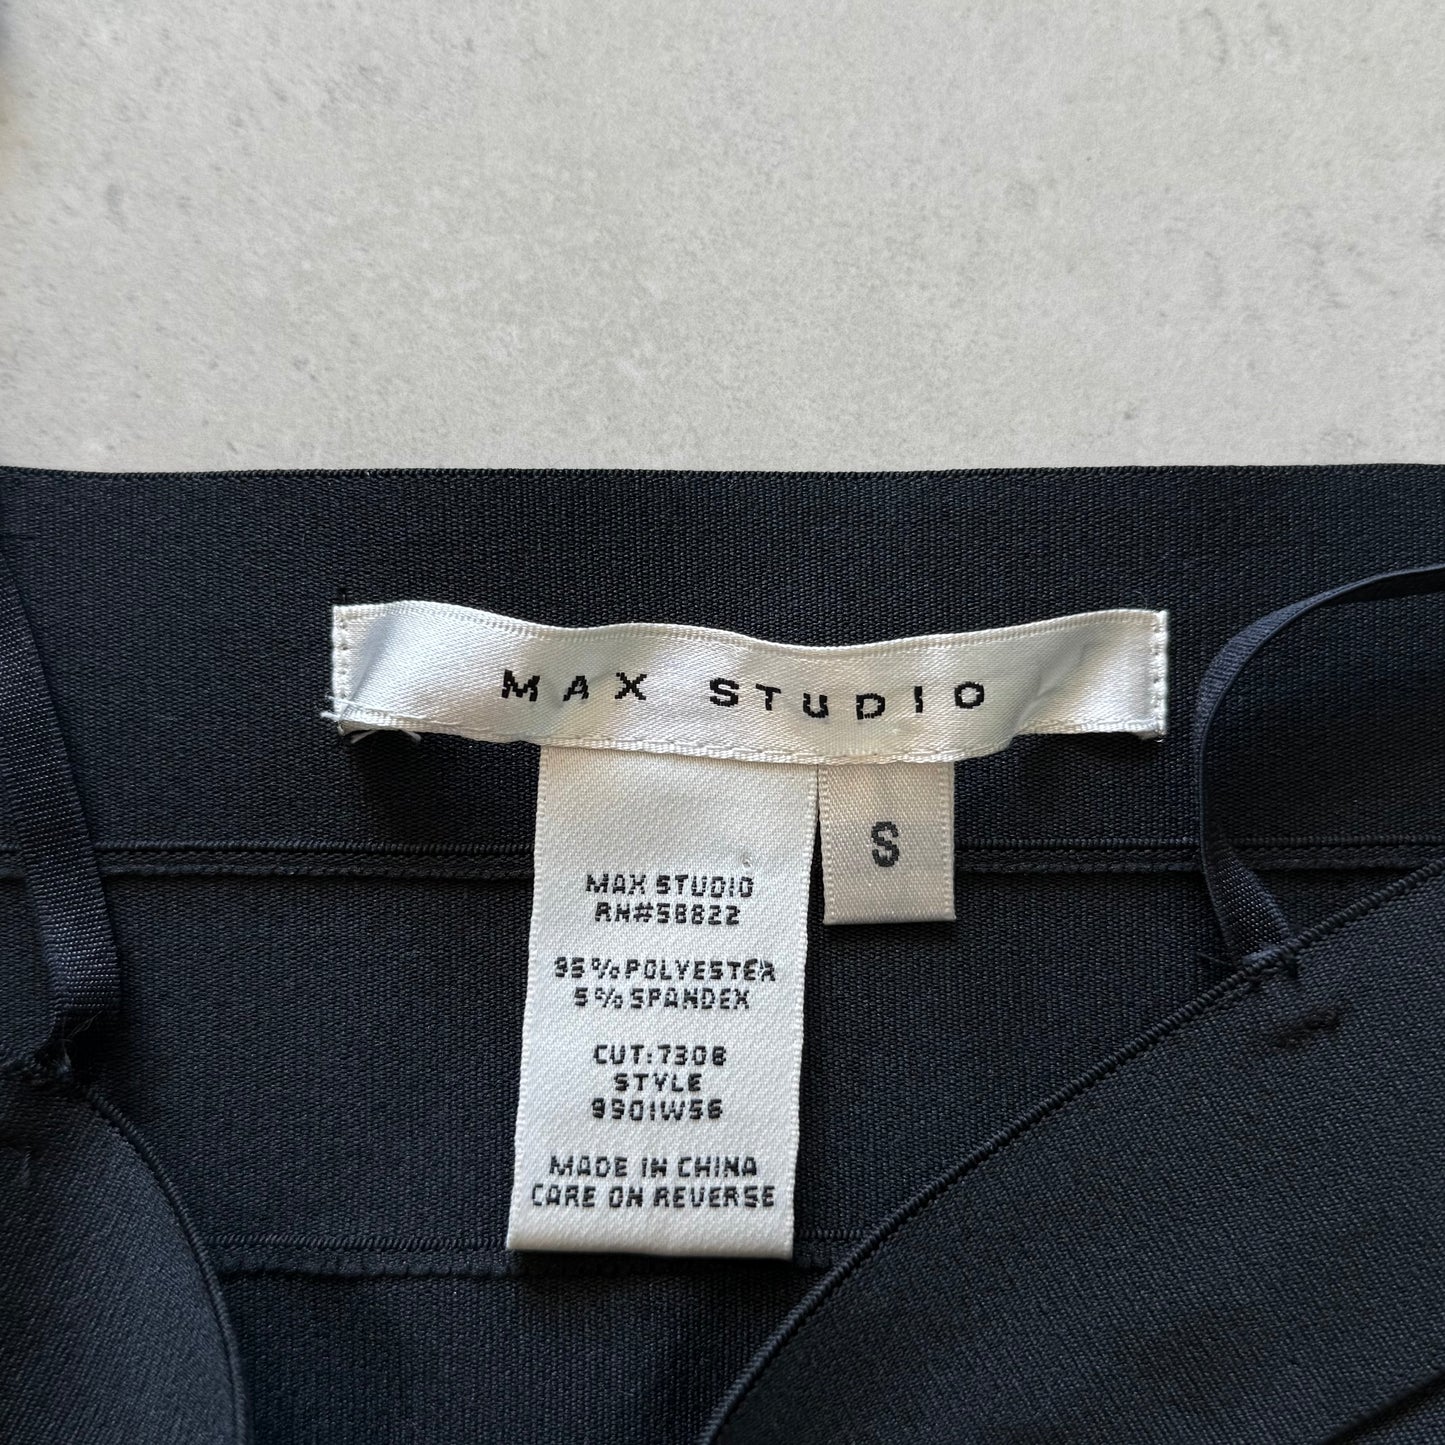 MAX STUDIO
S
MAX STUDIO
RN#58822
95%POLYESTER
5%SPANDEX
CUT:7308
STYLE
9901W56
MADE IN CHINA
CARE ON REVERSE